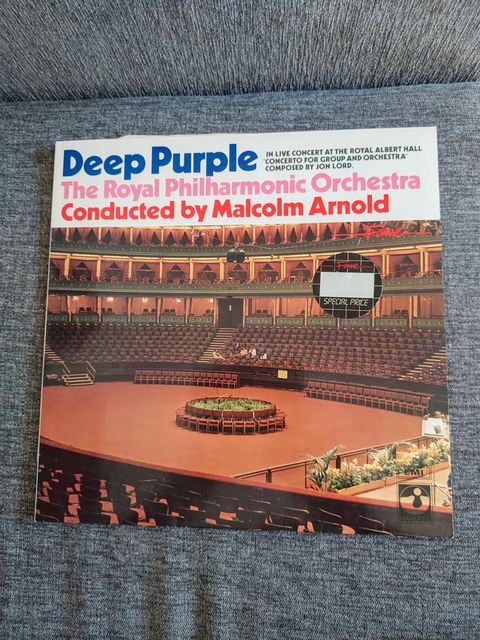 Deep Purple
IN LIVE CONCERT AT THE ROYAL ALBERT HALL
"CONCERTO FOR GROUP AND ORCHESTRA"
COMPOSED BY JON LORD.
The Royal Philharmonic Orchestra
Conducted by Malcolm Arnold
Fame
Fame
SPECIAL PRICE